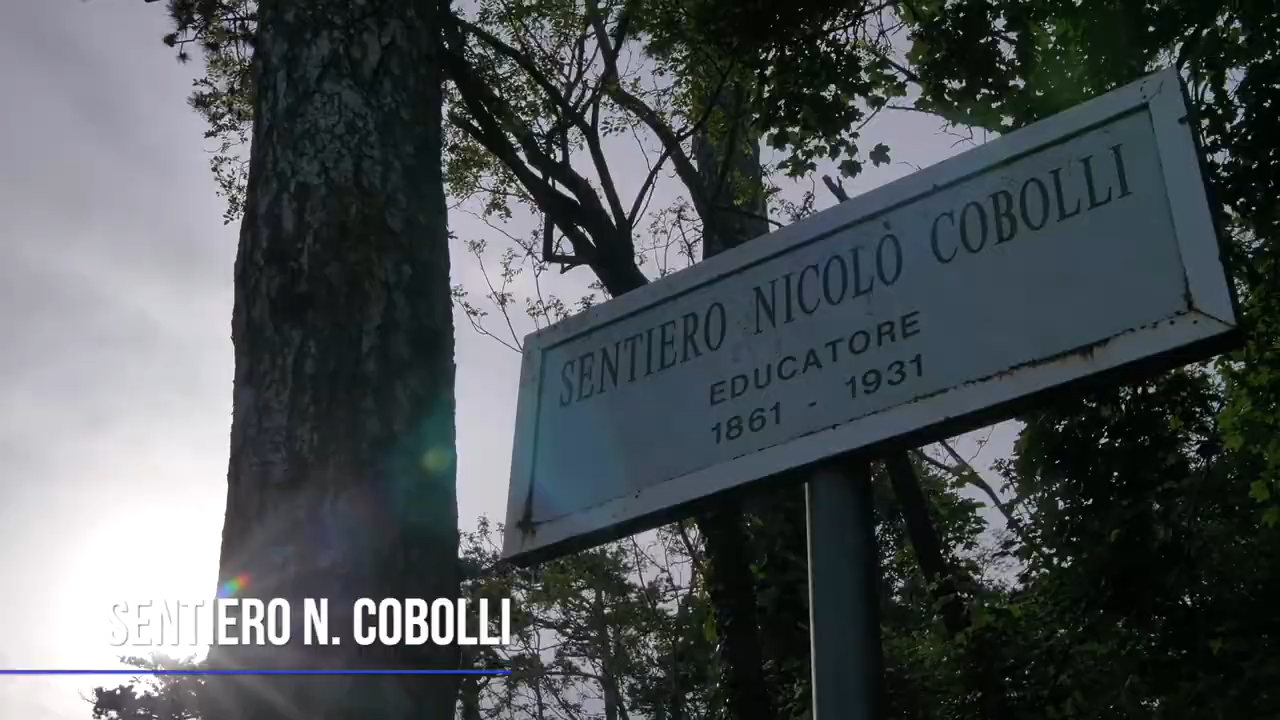 SENTIERO NICOLÒ COBOLLI
EDUCATORE
1861 - 1931
SENTIERO N. COBOLLI